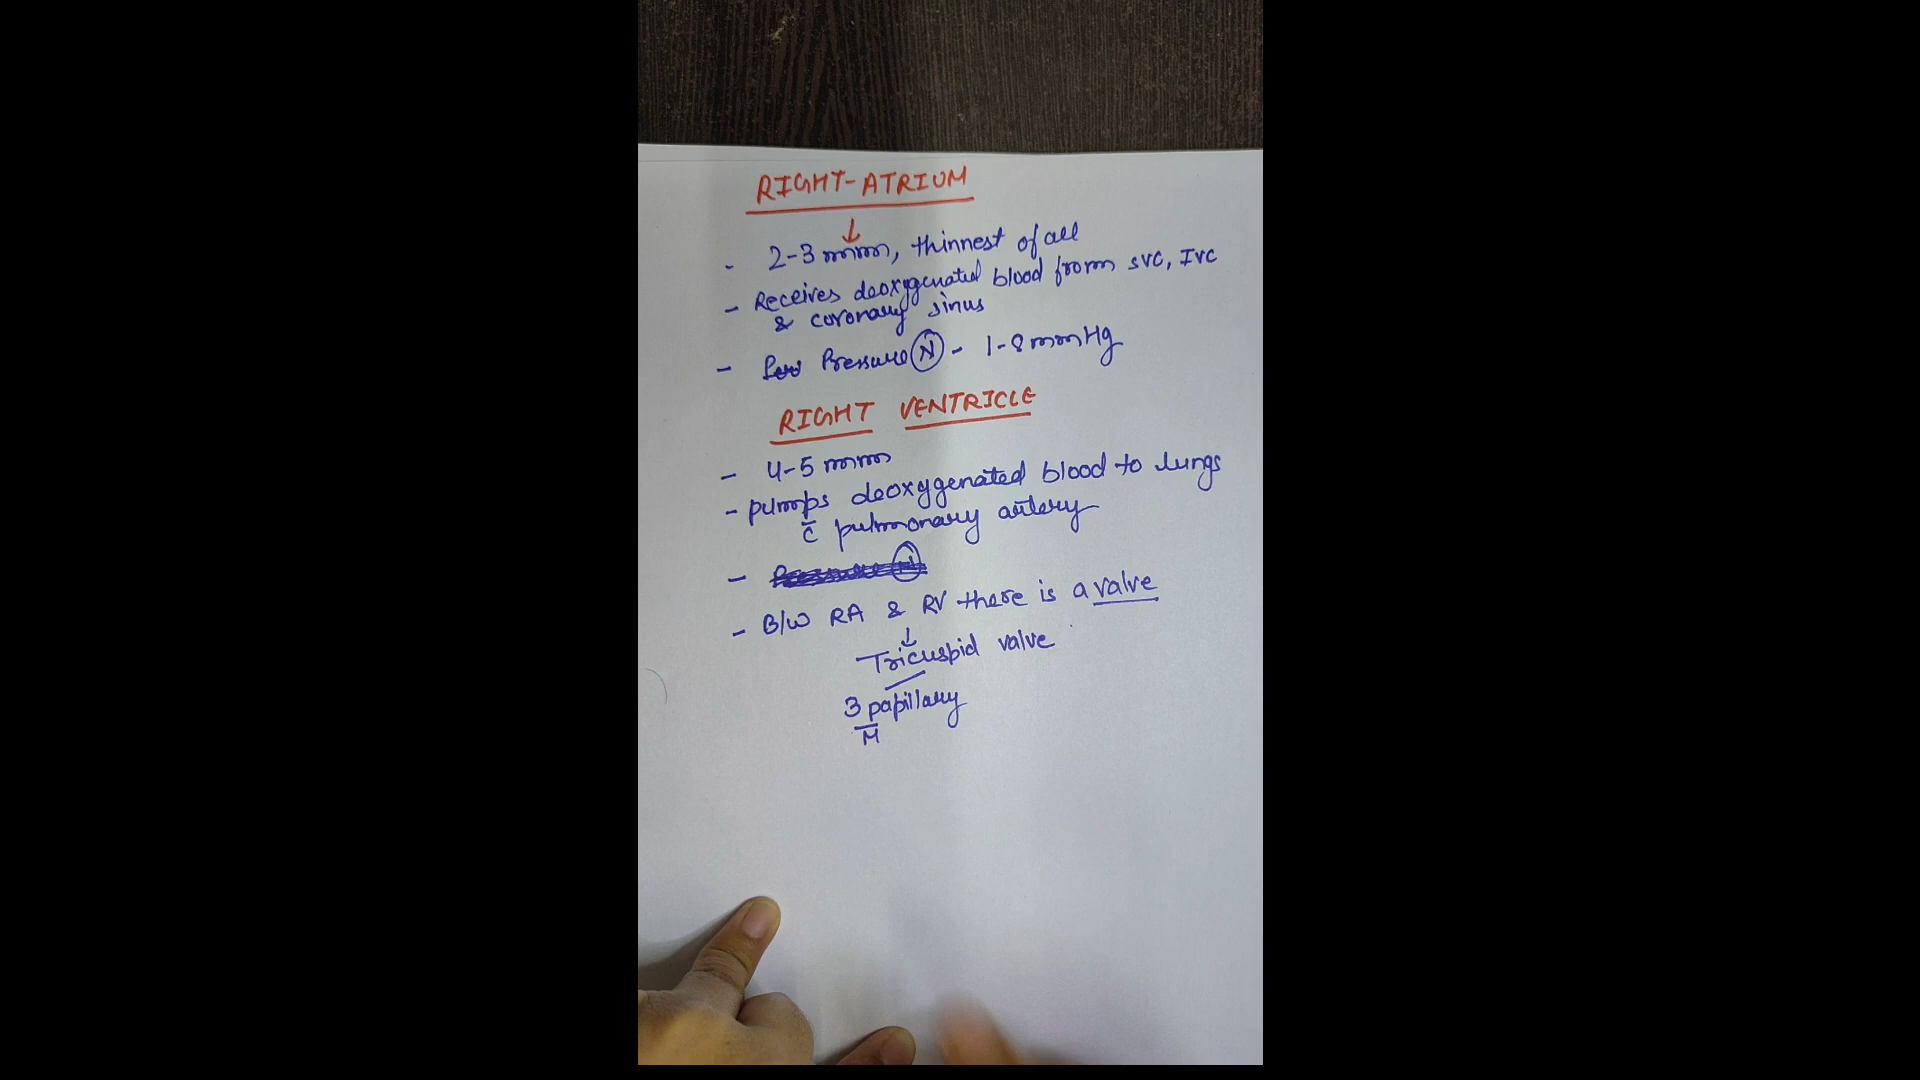 RIGHT-ATRIUM
↓
- 2-3 mm, thinnest of all
- Receives deoxygenated blood from SVC, IVC
& coronary sinus
- Pressure Ⓝ - 1-8 mmHg
RIGHT VENTRICLE
- 4-5 mm
- pumps deoxygenated blood to lungs
c̄ pulmonary artery
-
- B/W RA & RV there is a valve
↓
Tricuspid valve
3 papillary
M